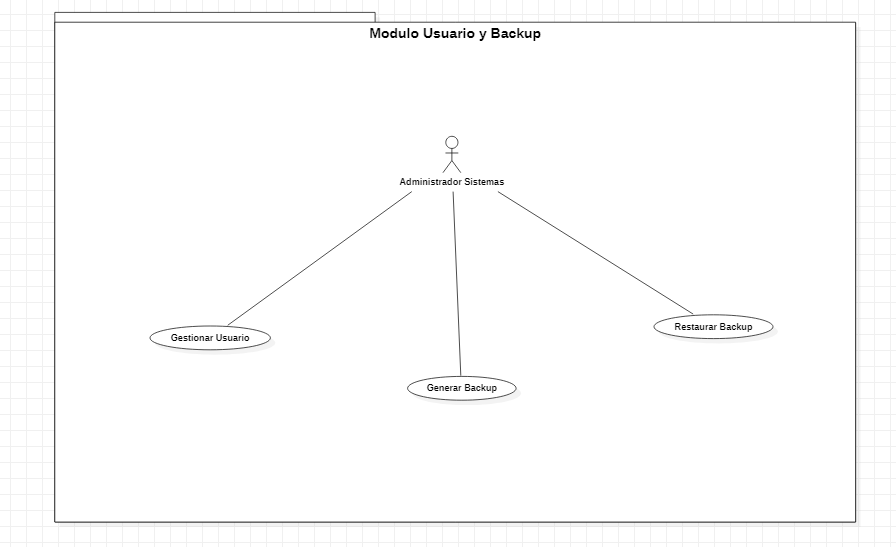 Modulo Usuario y Backup
Administrador Sistemas
Gestionar Usuario
Restaurar Backup
Generar Backup